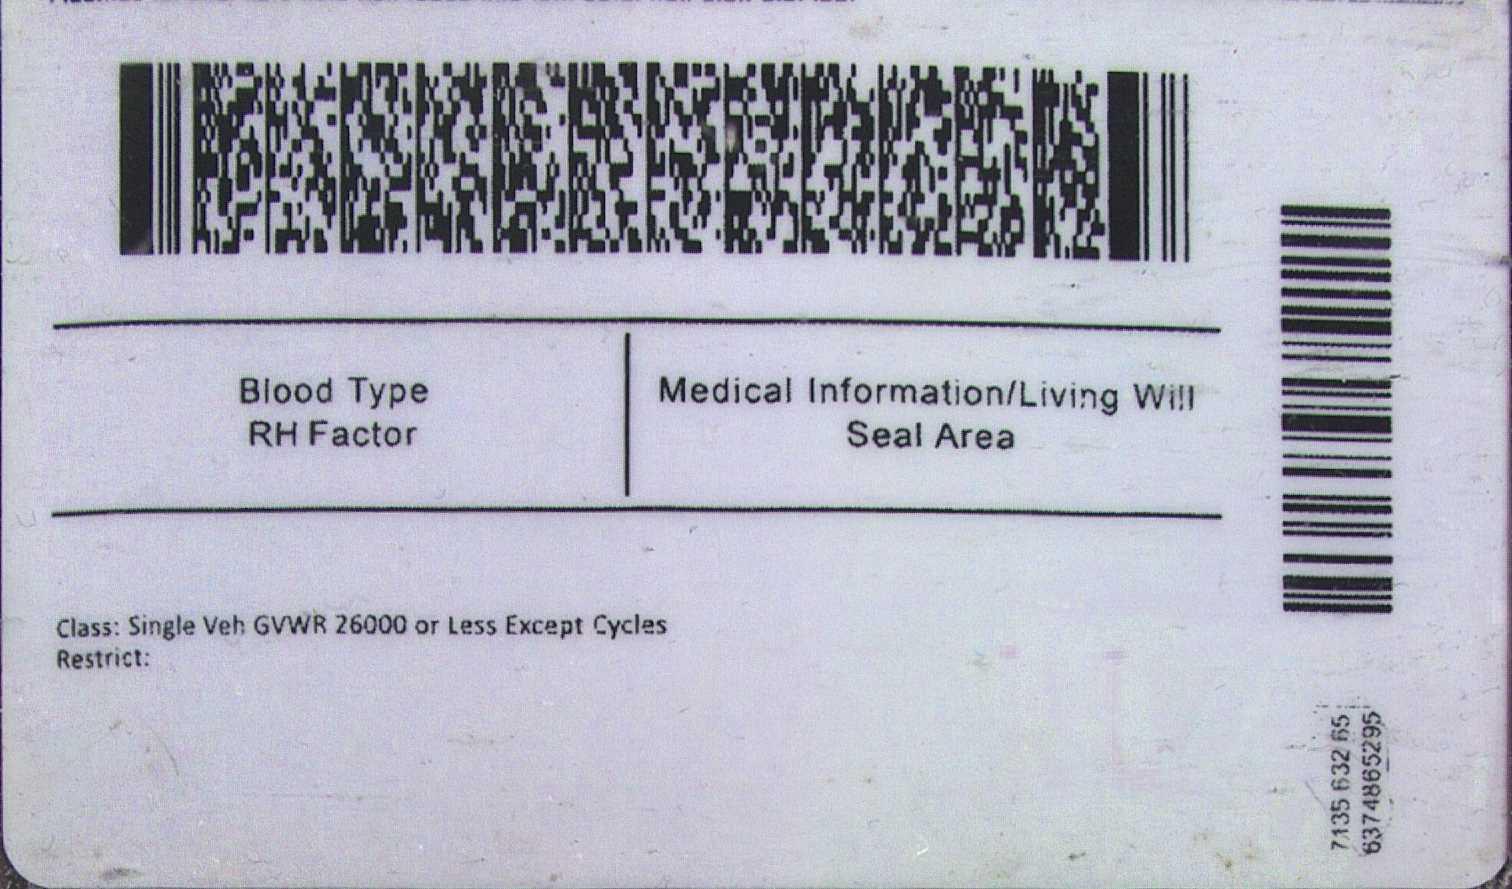 Blood Type
RH Factor
Medical Information/Living Will
Seal Area
Class: Single Veh GVWR 26000 or Less Except Cycles
Restrict:
7135 632 65
6374865295